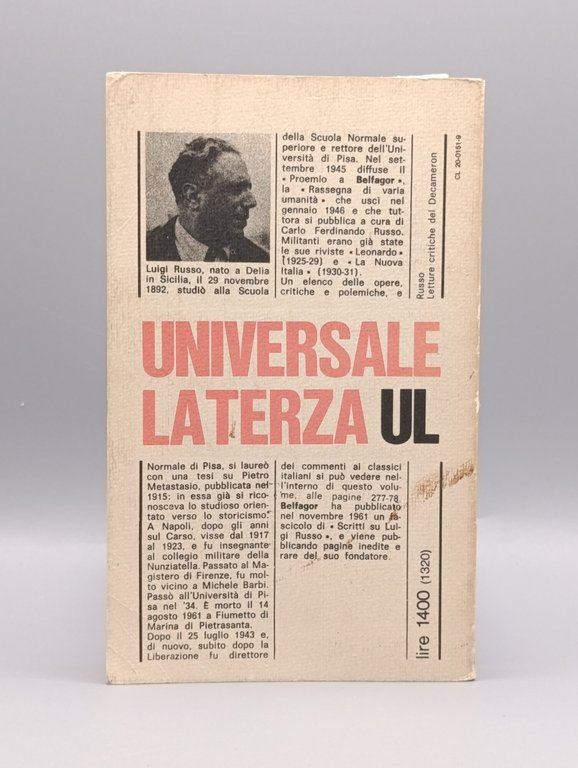 Luigi Russo, nato a Delia
in Sicilia, il 29 novembre
1892, studiò alla Scuola
Normale di Pisa, si laureò
con una tesi su Pietro
Metastasio, pubblicata nel
1915: in essa già si rico-
nosceva lo studioso orien-
tato verso lo storicismo.
A Napoli, dopo gli anni
sul Carso, visse dal 1917
al 1923, e fu insegnante
al collegio militare della
Nunziatella. Passato al Ma-
gistero di Firenze, fu mol-
to vicino a Michele Barbi.
Passò all'Università di Pi-
sa nel '34. È morto il 14
agosto 1961 a Fiumetto di
Marina di Pietrasanta.
Dopo il 25 luglio 1943 e,
di nuovo, subito dopo la
Liberazione fu direttore
della Scuola Normale su-
periore e rettore dell'Uni-
versità di Pisa. Nel set-
tembre 1945 diffuse il
« Proemio a Belfagor »,
la « Rassegna di varia
umanità » che uscì nel
gennaio 1946 e che tut-
tora si pubblica a cura di
Carlo Ferdinando Russo.
Militanti erano già state
le sue riviste « Leonardo »
(1925-29) e « La Nuova
Italia » (1930-31).
Un elenco delle opere,
critiche e polemiche, e
dei commenti ai classici
italiani si può vedere nel-
l'interno di questo volu-
me, alle pagine 277-78.
Belfagor ha pubblicato
nel novembre 1961 un fa-
scicolo di « Scritti su Lui-
gi Russo », e viene pub-
blicando pagine inedite e
rare del suo fondatore.
UNIVERSALE
LATERZA UL
Russo
Letture critiche del Decameron
CL 20-0151-9
lire 1400 (1320)